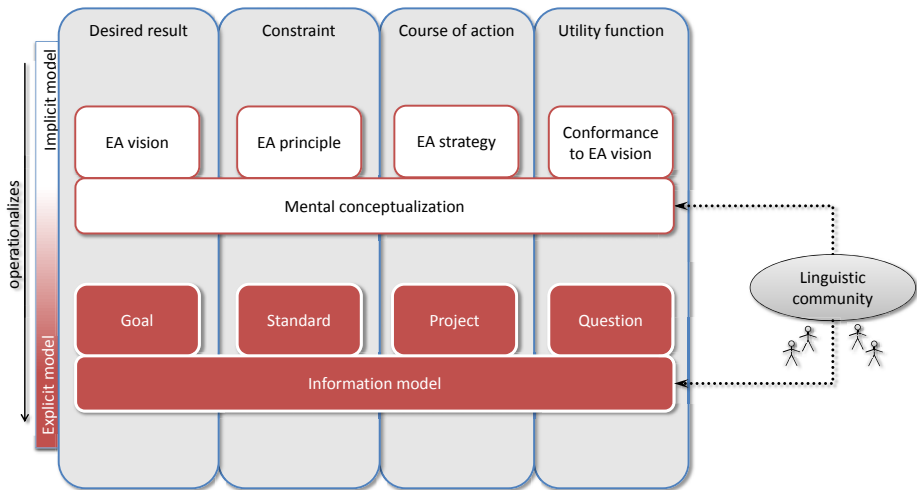 Desired result
Constraint
Course of action
Utility function
operationalizes
Implicit model
Explicit model
EA vision
EA principle
EA strategy
Conformance
to EA vision
Mental conceptualization
Linguistic
community
Goal
Standard
Project
Question
Information model